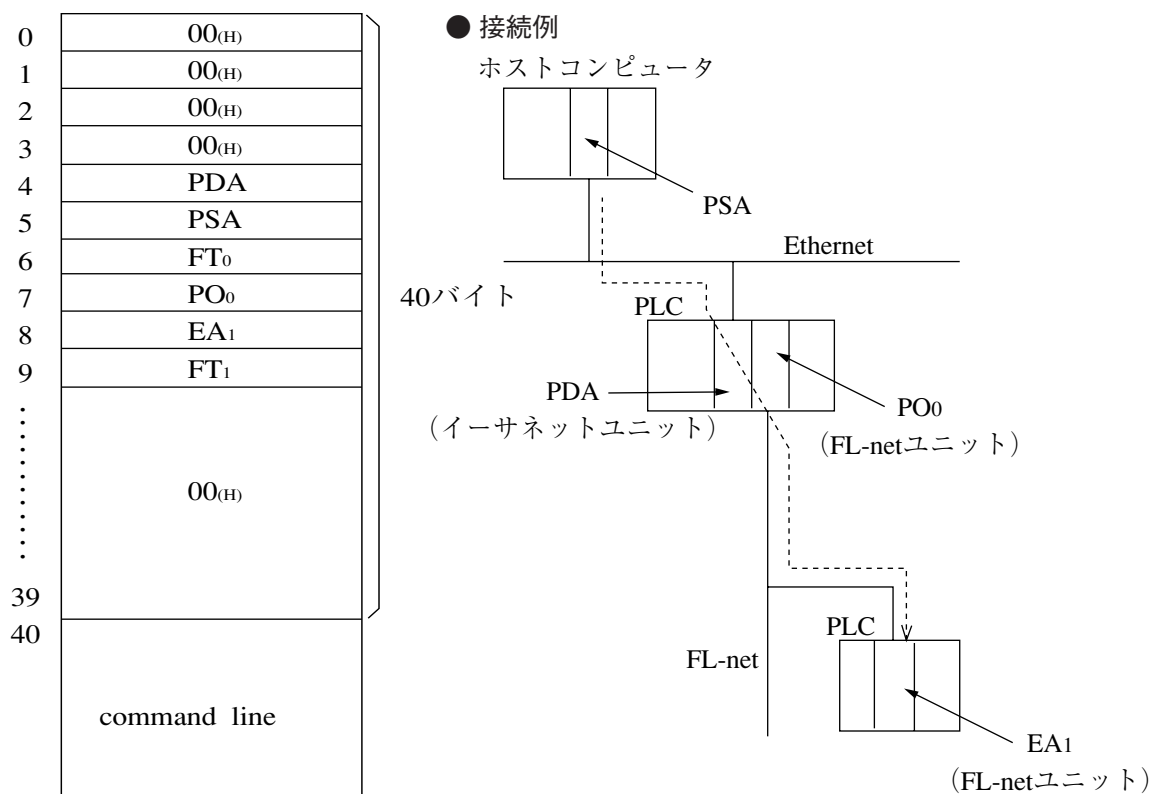 0 00(H)
1 00(H)
2 00(H)
3 00(H)
4 PDA
5 PSA
6 FT0
7 PO0
8 EA1
9 FT1
00(H)
39
40
command line
40バイト
● 接続例
ホストコンピュータ
PSA
Ethernet
PLC
PDA
(イーサネットユニット)
PO0
(FL-netユニット)
FL-net
PLC
EA1
(FL-netユニット)